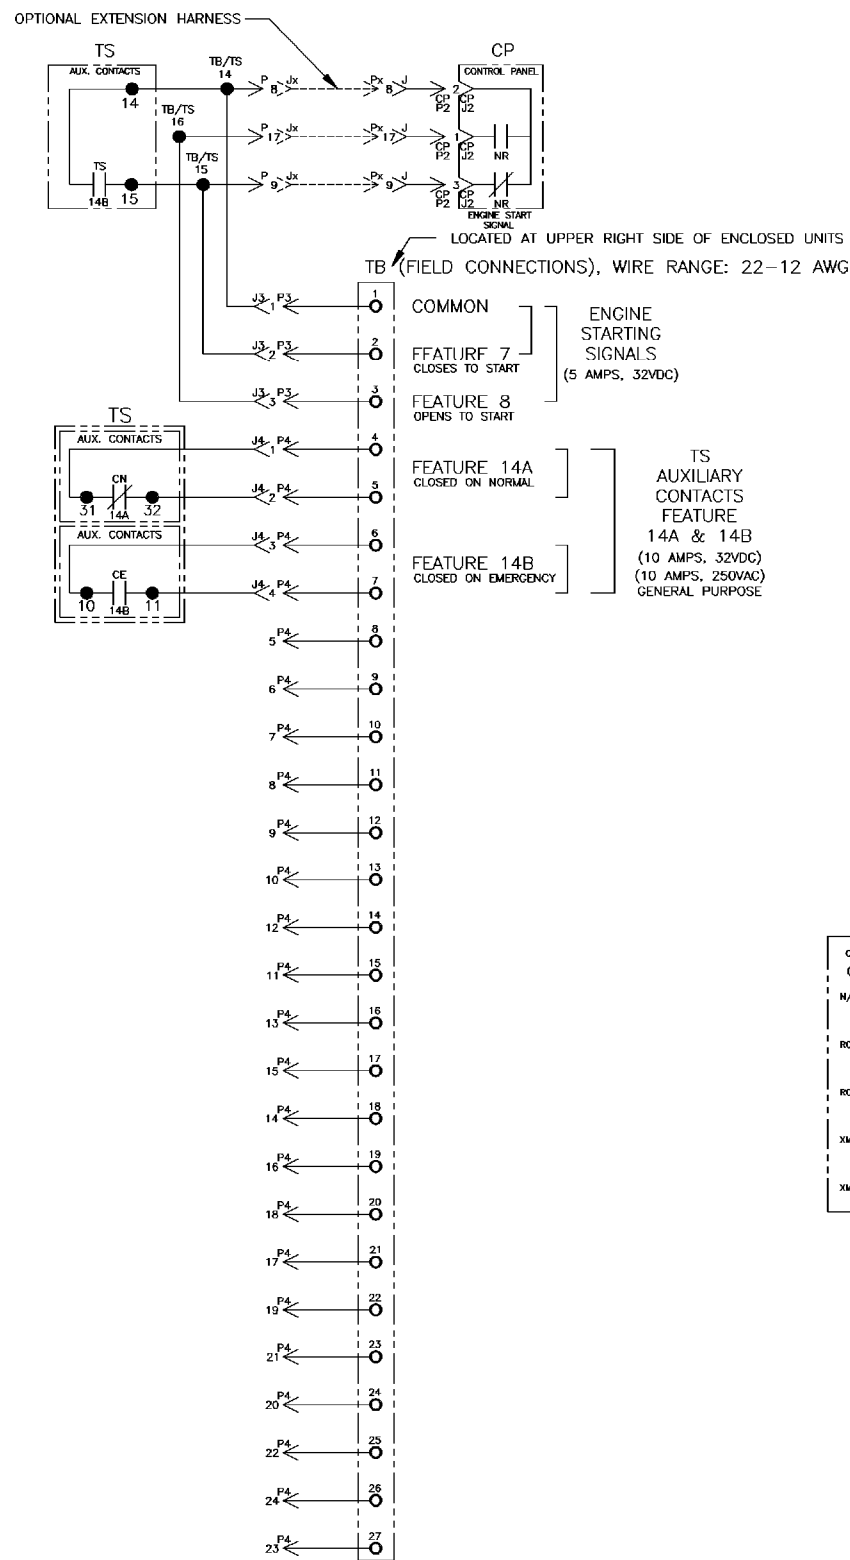 OPTIONAL EXTENSION HARNESS
TS
AUX. CONTACTS
14
TS
14B
15
TB/TS
14
TB/TS
16
TB/TS
15
P Jx Px J
8 8
P Jx Px J
17 17
P Jx Px J
9 9
CP
CONTROL PANEL
2
CP CP
P2 J2
1
CP CP
P2 J2
NR
3
CP CP
P2 J2
NR
ENGINE START
SIGNAL
LOCATED AT UPPER RIGHT SIDE OF ENCLOSED UNITS
TB (FIELD CONNECTIONS), WIRE RANGE: 22-12 AWG
J3 1 P3 1 COMMON
J3 2 P3 2 FEATURE 7
CLOSES TO START
J3 3 P3 3 FEATURE 8
OPENS TO START
ENGINE
STARTING
SIGNALS
(5 AMPS, 32VDC)
TS
AUX. CONTACTS
CN
31 14A 32
AUX. CONTACTS
CE
10 14B 11
J4 1 P4 4
FEATURE 14A
CLOSED ON NORMAL
J4 2 P4 5
J4 3 P4 6
FEATURE 14B
CLOSED ON EMERGENCY
J4 4 P4 7
TS
AUXILIARY
CONTACTS
FEATURE
14A & 14B
(10 AMPS, 32VDC)
(10 AMPS, 250VAC)
GENERAL PURPOSE
5 P4 8
6 P4 9
7 P4 10
8 P4 11
9 P4 12
10 P4 13
12 P4 14
11 P4 15
13 P4 16
15 P4 17
14 P4 18
16 P4 19
18 P4 20
17 P4 21
19 P4 22
21 P4 23
20 P4 24
22 P4 25
24 P4 26
23 P4 27